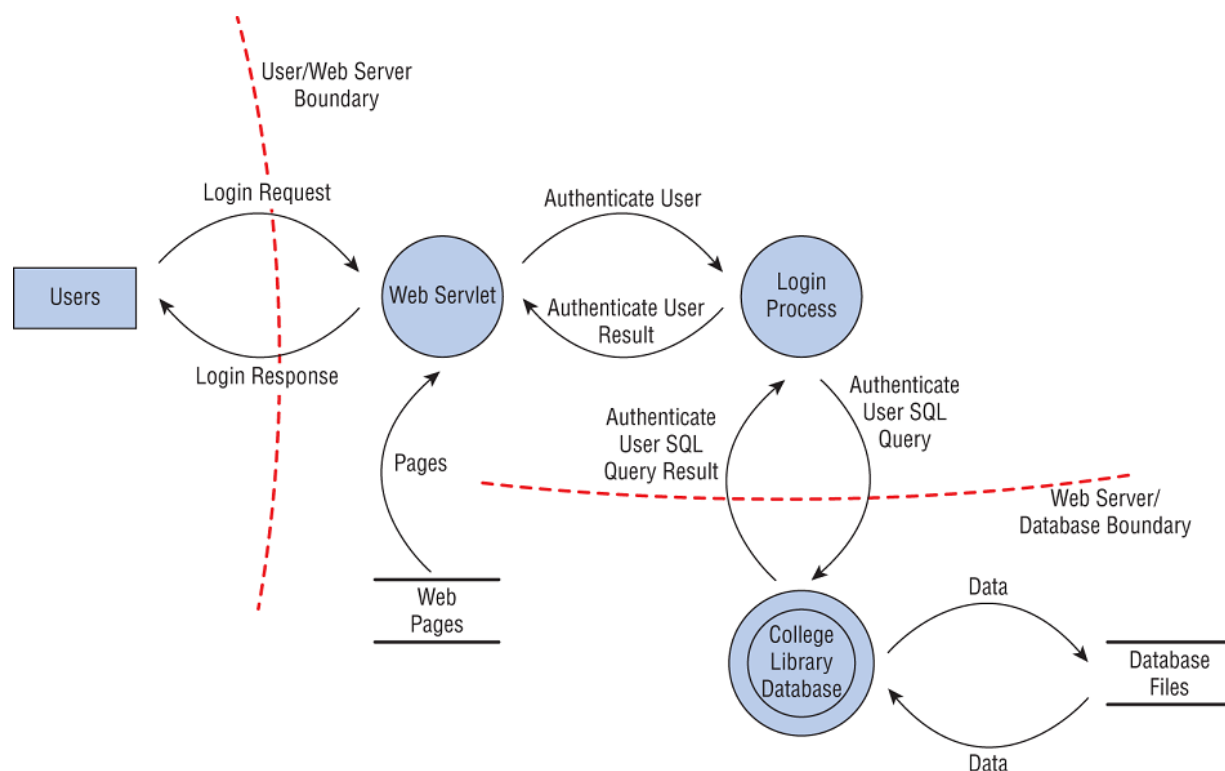 User/Web Server
Boundary
Login Request
Authenticate User
Users
Web Servlet
Login
Process
Authenticate User
Result
Login Response
Authenticate
User SQL
Query
Authenticate
User SQL
Query Result
Pages
Web Server/
Database Boundary
Web
Pages
Data
College
Library
Database
Database
Files
Data